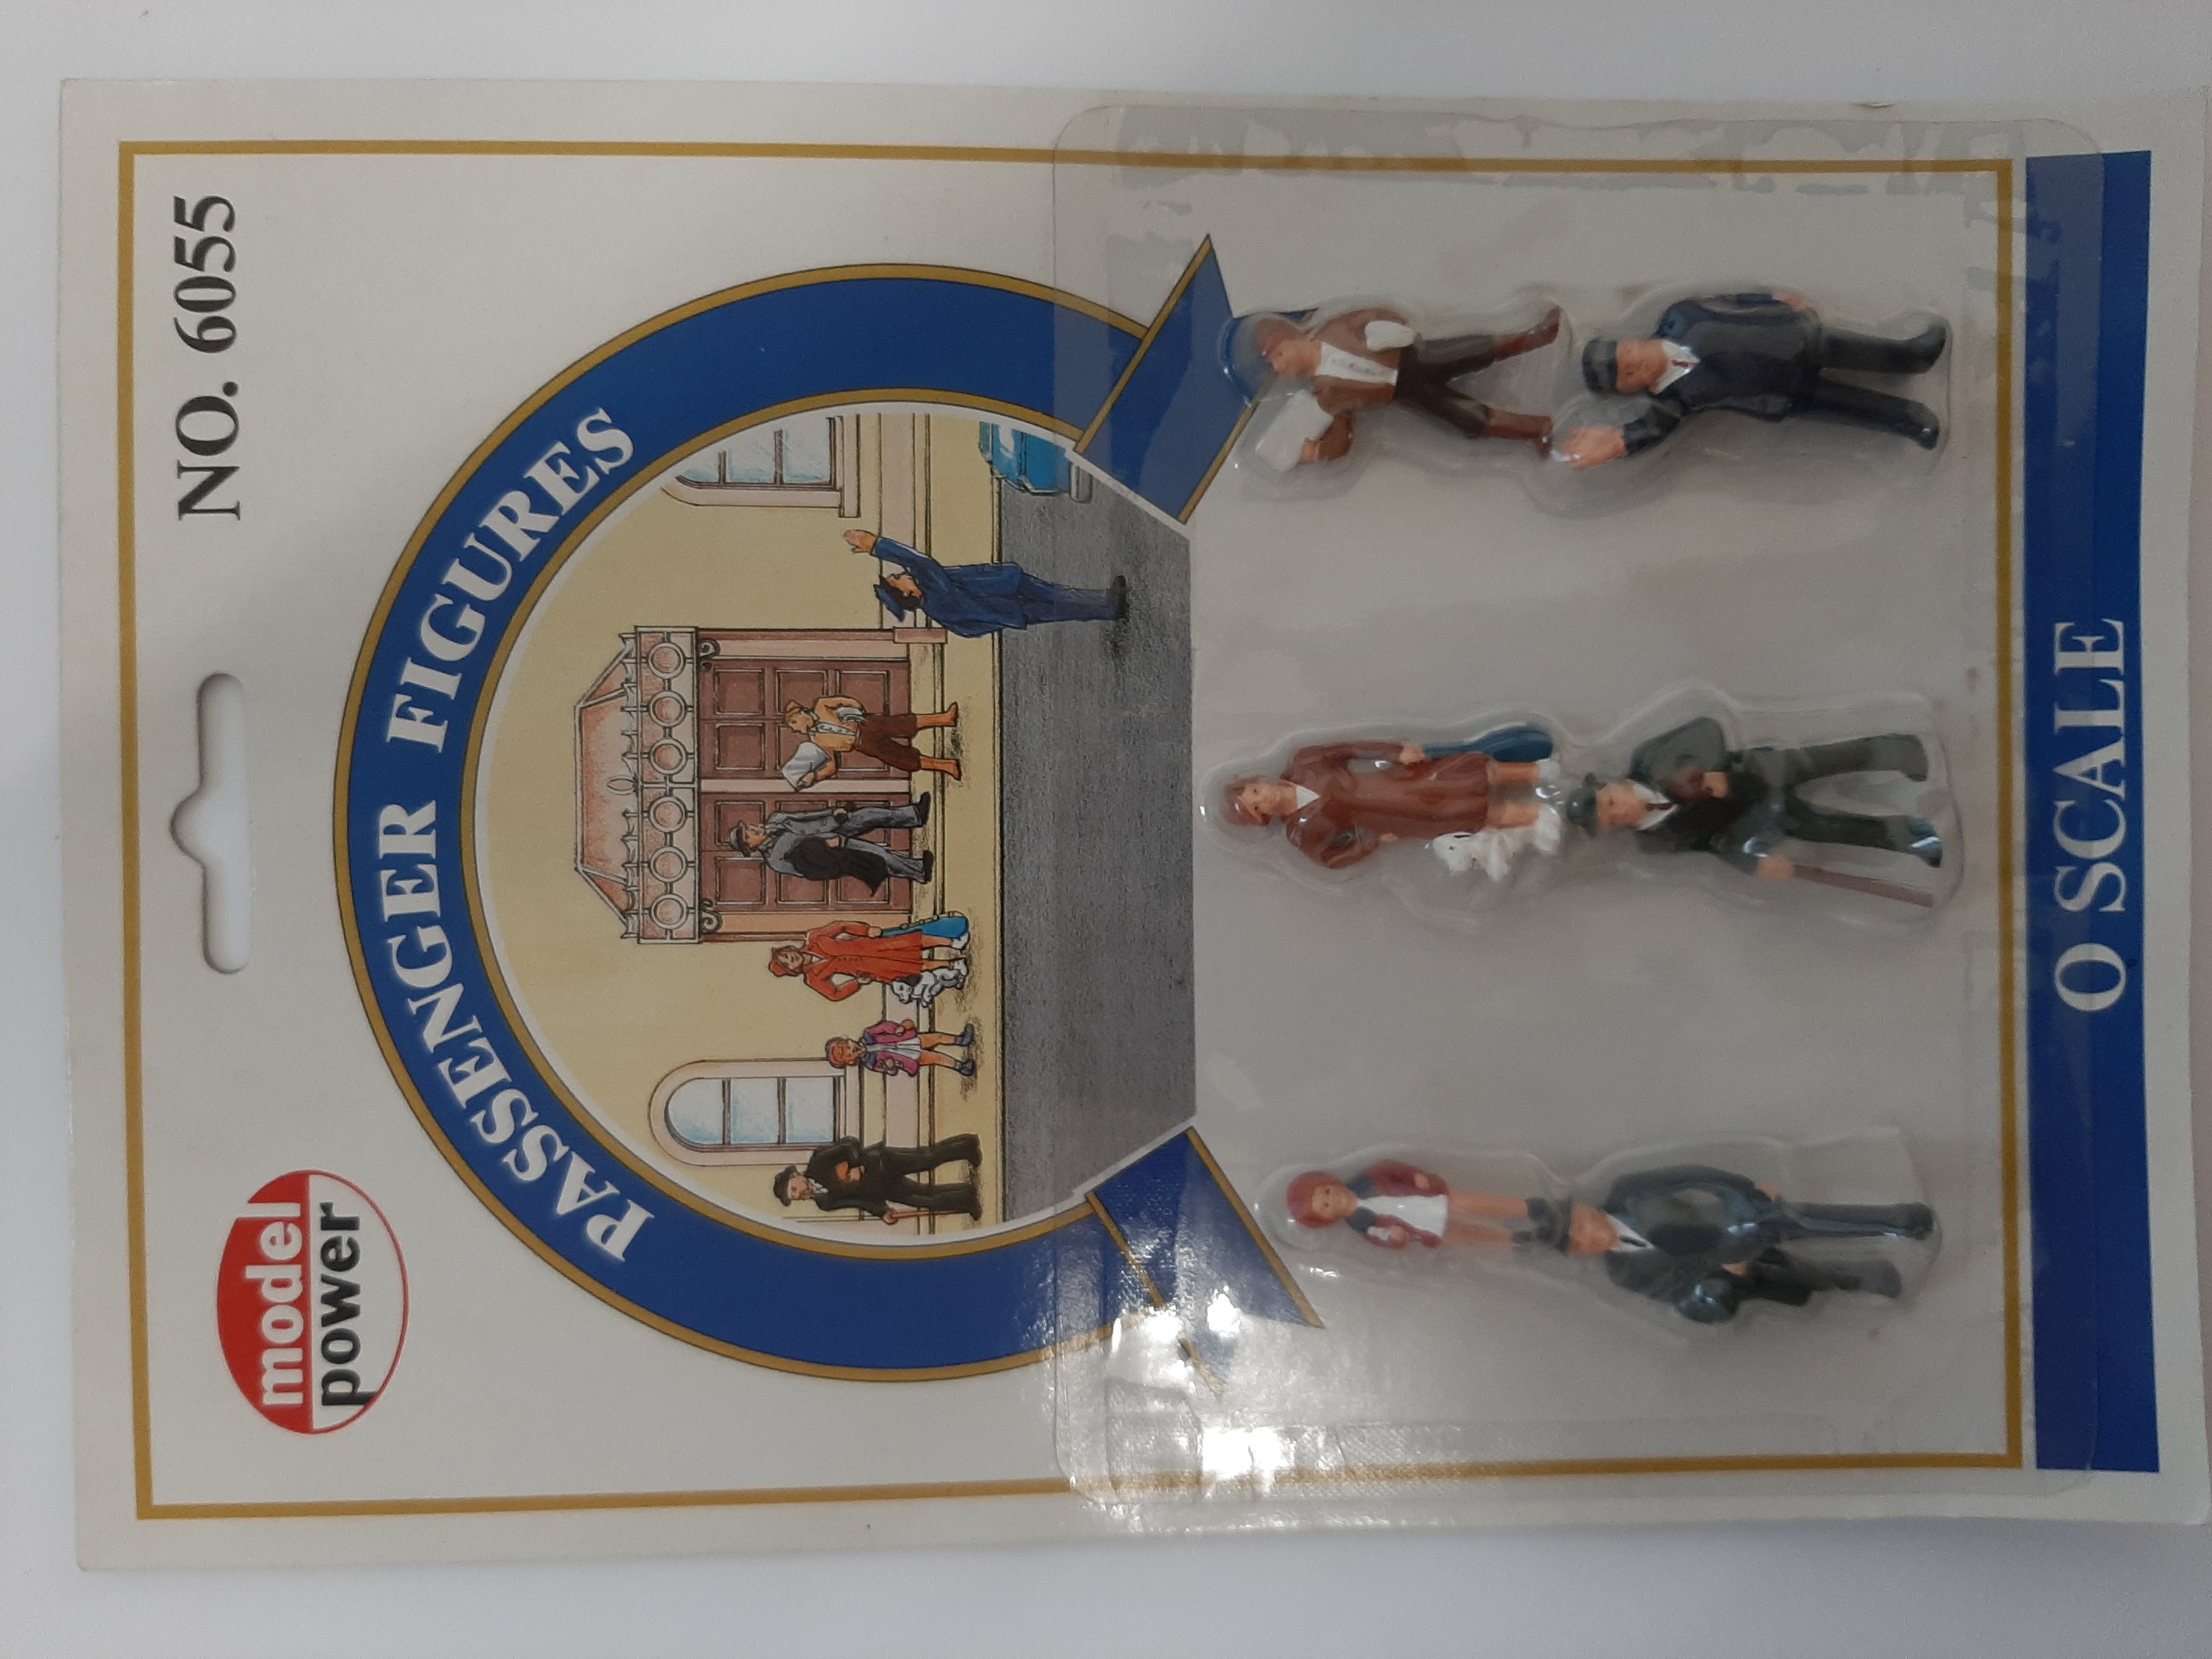 model
power
NO. 6055
PASSENGER FIGURES
O SCALE